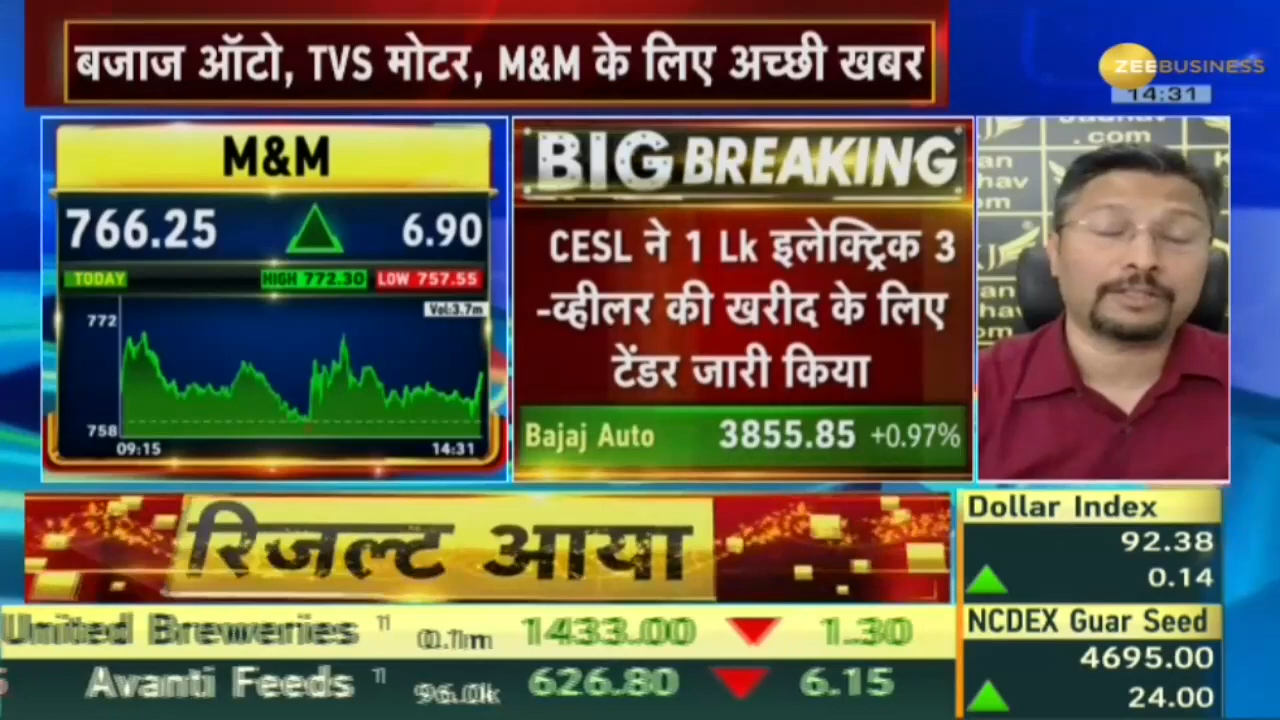 बजाज ऑटो, TVS मोटर, M&M के लिए अच्छी खबर
ZEEBUSINESS
14:31
M&M
766.25 6.90
TODAY HIGH 772.30 LOW 757.55
Vol:3.7m
772
758
09:15 14:31
BIG BREAKING
CESL ने 1 Lk इलेक्ट्रिक 3
-व्हीलर की खरीद के लिए
टेंडर जारी किया
Bajaj Auto 3855.85 +0.97%
.com
रिजल्ट आया
Dollar Index
92.38
0.14
NCDEX Guar Seed
4695.00
24.00
United Breweries 0.1m 1433.00 1.30
Avanti Feeds 96.0k 626.80 6.15